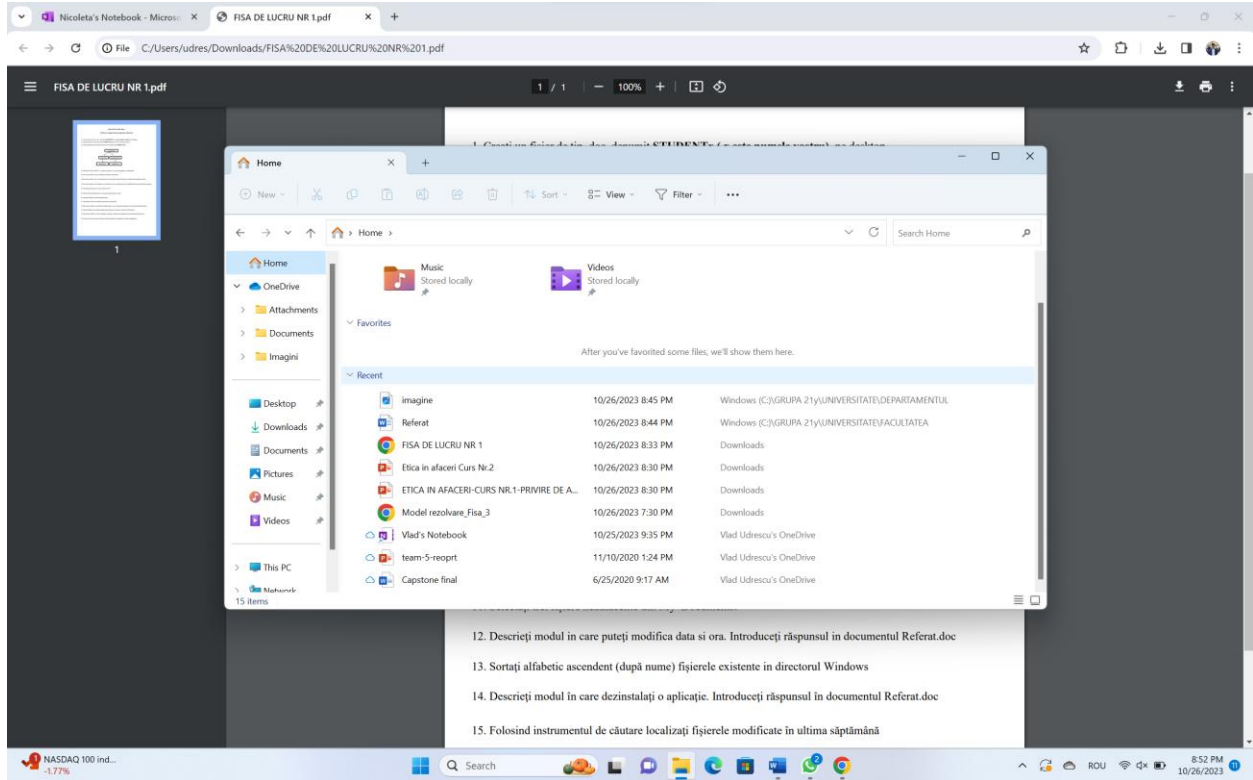 Nicoleta's Notebook - Microso
FISA DE LUCRU NR 1.pdf
File C:/Users/udres/Downloads/FISA%20DE%20LUCRU%20NR%201.pdf
FISA DE LUCRU NR 1.pdf
1 / 1
100%
1
Home
New
Sort
View
Filter
Home
Search Home
Home
OneDrive
Attachments
Documents
Imagini
Desktop
Downloads
Documents
Pictures
Music
Videos
This PC
Network
Music
Stored locally
Videos
Stored locally
Favorites
After you've favorited some files, we'll show them here.
Recent
imagine 10/26/2023 8:45 PM Windows (C:)\GRUPA 21y\UNIVERSITATE\DEPARTAMENTUL
Referat 10/26/2023 8:44 PM Windows (C:)\GRUPA 21y\UNIVERSITATE\FACULTATEA
FISA DE LUCRU NR 1 10/26/2023 8:33 PM Downloads
Etica in afaceri Curs Nr.2 10/26/2023 8:30 PM Downloads
ETICA IN AFACERI-CURS NR.1-PRIVIRE DE A... 10/26/2023 8:30 PM Downloads
Model rezolvare_Fisa_3 10/26/2023 7:30 PM Downloads
Vlad's Notebook 10/25/2023 9:35 PM Vlad Udrescu's OneDrive
team-5-reoprt 11/10/2020 1:24 PM Vlad Udrescu's OneDrive
Capstone final 6/25/2020 9:17 AM Vlad Udrescu's OneDrive
15 items
12. Descrieți modul in care puteți modifica data si ora. Introduceți răspunsul in documentul Referat.doc
13. Sortați alfabetic ascendent (după nume) fișierele existente in directorul Windows
14. Descrieți modul în care dezinstalați o aplicație. Introduceți răspunsul în documentul Referat.doc
15. Folosind instrumentul de căutare localizați fișierele modificate în ultima săptămână
NASDAQ 100 ind...
-1.77%
Search
ROU
8:52 PM
10/26/2023